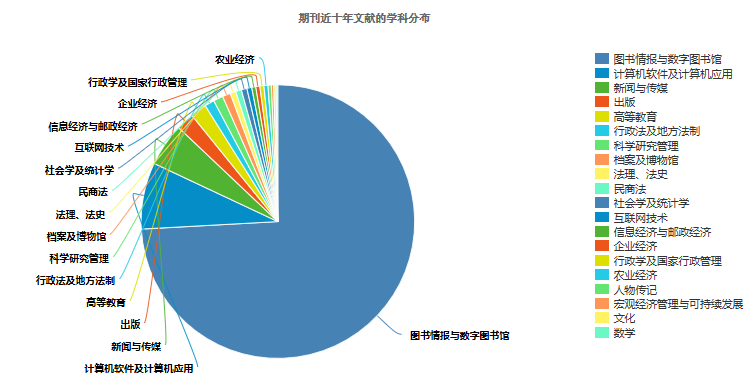 期刊近十年文献的学科分布
农业经济
行政学及国家行政管理
企业经济
信息经济与邮政经济
互联网技术
社会学及统计学
民商法
法理、法史
档案及博物馆
科学研究管理
行政法及地方法制
高等教育
出版
新闻与传媒
计算机软件及计算机应用
图书情报与数字图书馆
图书情报与数字图书馆
计算机软件及计算机应用
新闻与传媒
出版
高等教育
行政法及地方法制
科学研究管理
档案及博物馆
法理、法史
民商法
社会学及统计学
互联网技术
信息经济与邮政经济
企业经济
行政学及国家行政管理
农业经济
人物传记
宏观经济管理与可持续发展
文化
数学